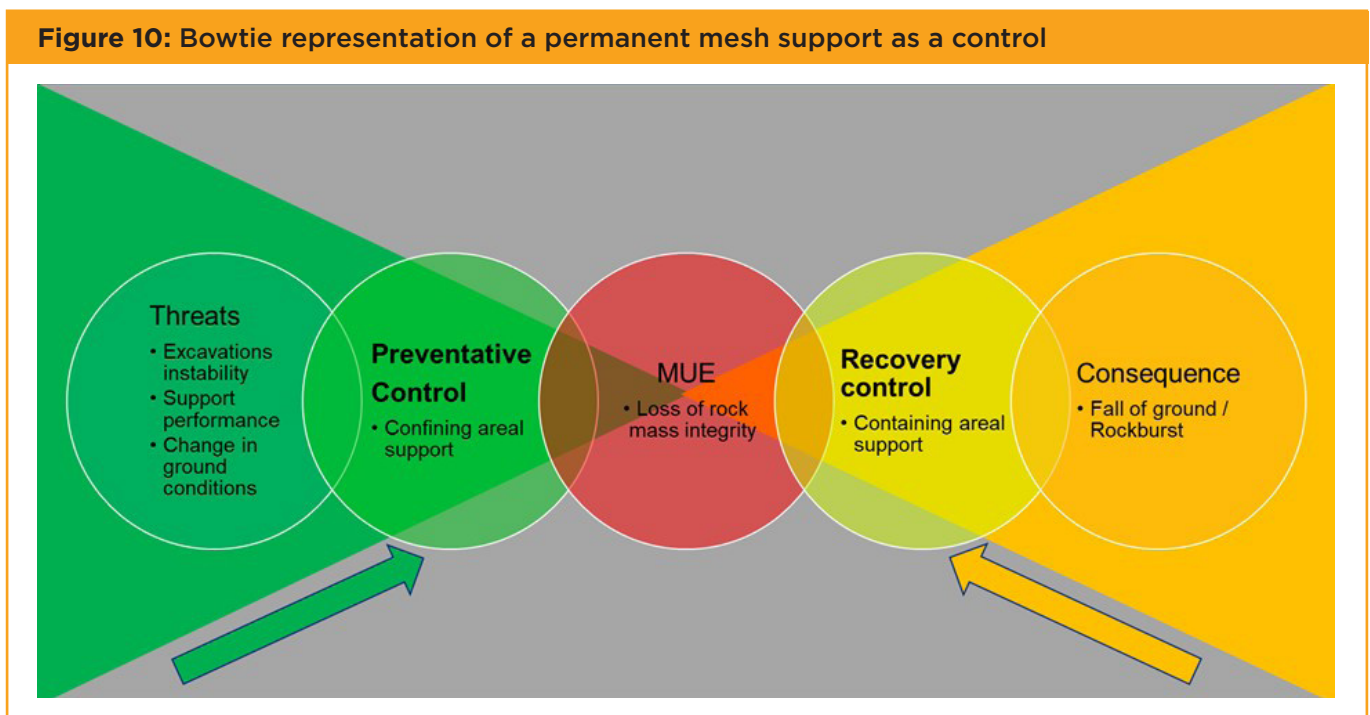 Figure 10: Bowtie representation of a permanent mesh support as a control
Threats
• Excavations
instability
• Support
performance
• Change in
ground
conditions
Preventative
Control
• Confining areal
support
MUE
• Loss of rock
mass integrity
Recovery
control
• Containing areal
support
Consequence
• Fall of ground /
Rockburst